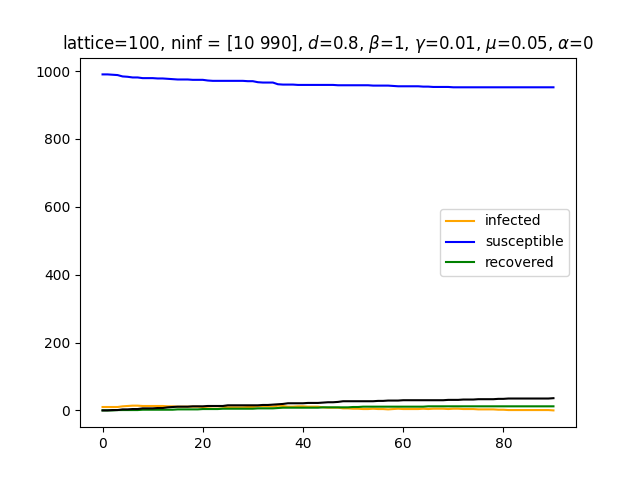 lattice=100, ninf = [10 990], d=0.8, β=1, γ=0.01, μ=0.05, α=0
1000
800
600
400
200
0
infected
susceptible
recovered
0 20 40 60 80